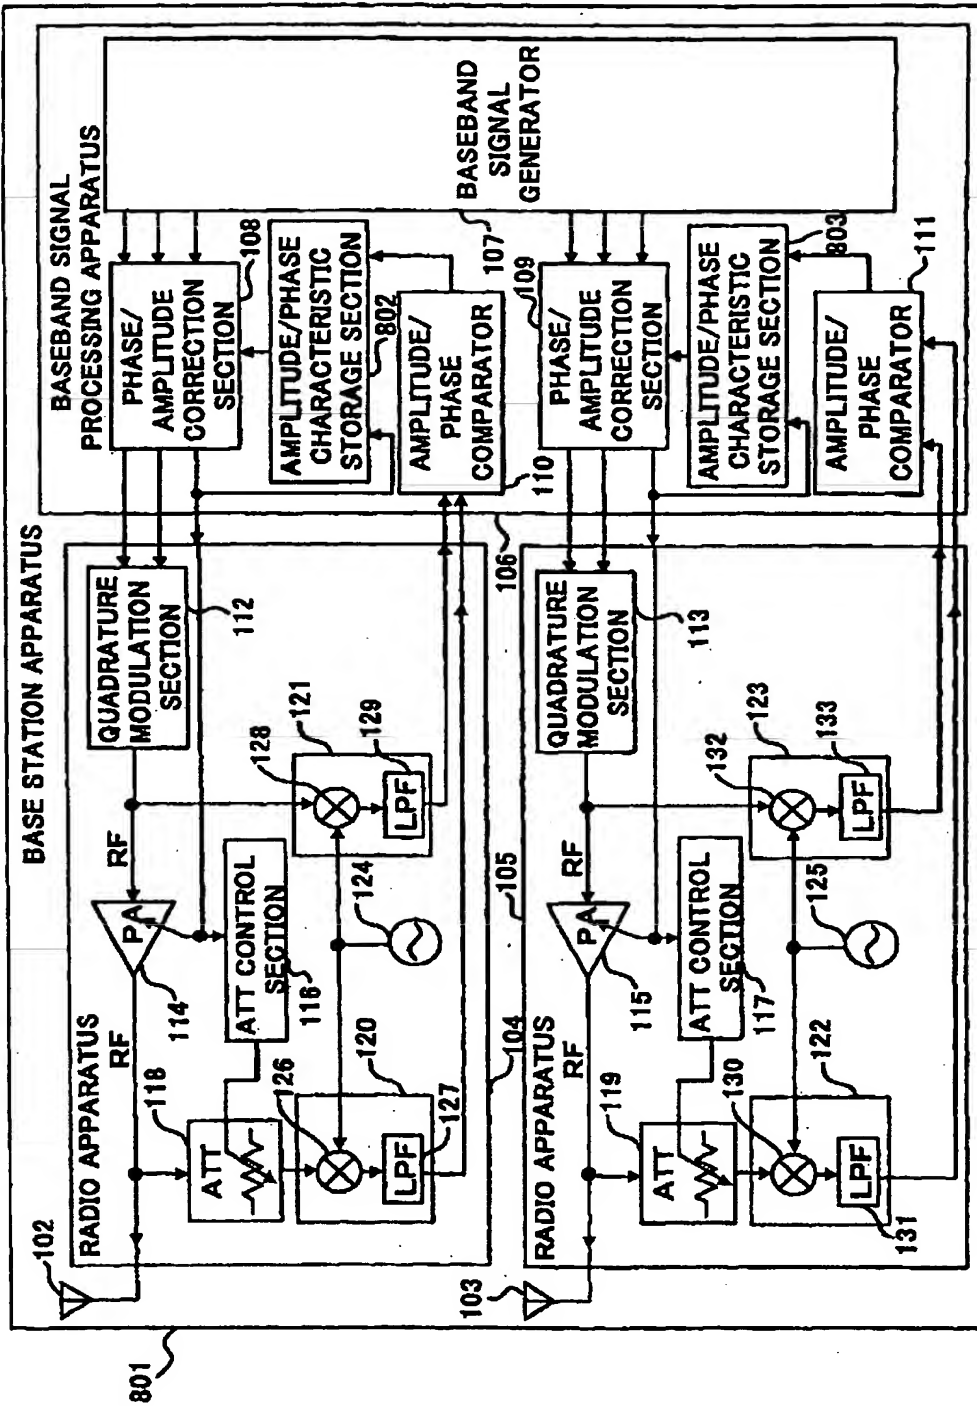 801
BASE STATION APPARATUS
102
RADIO APPARATUS
RF
114
PA
RF
QUADRATURE
MODULATION
SECTION
112
118
ATT
ATT CONTROL
SECTION
116
126
120
LPF
127
124
128
121
129
LPF
104
BASEBAND SIGNAL
PROCESSING APPARATUS
106
PHASE/
AMPLITUDE
CORRECTION
SECTION
108
AMPLITUDE/PHASE
CHARACTERISTIC
STORAGE SECTION
802
AMPLITUDE/
PHASE
COMPARATOR
110
107
BASEBAND
SIGNAL
GENERATOR
103
RADIO APPARATUS
105
RF
115
PA
RF
QUADRATURE
MODULATION
SECTION
113
119
ATT
ATT CONTROL
SECTION
117
130
122
LPF
131
125
132
123
133
LPF
109
PHASE/
AMPLITUDE
CORRECTION
SECTION
AMPLITUDE/PHASE
CHARACTERISTIC
STORAGE SECTION
803
AMPLITUDE/
PHASE
COMPARATOR
111